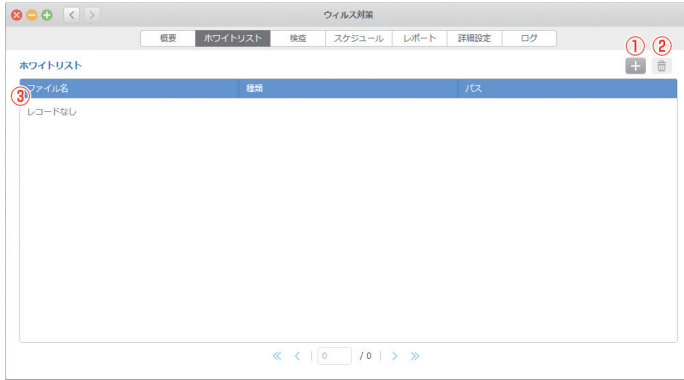 ウィルス対策
概要 ホワイトリスト 検疫 スケジュール レポート 詳細設定 ログ
① ②
ホワイトリスト
③
ファイル名 種類 パス
レコードなし
0 / 0